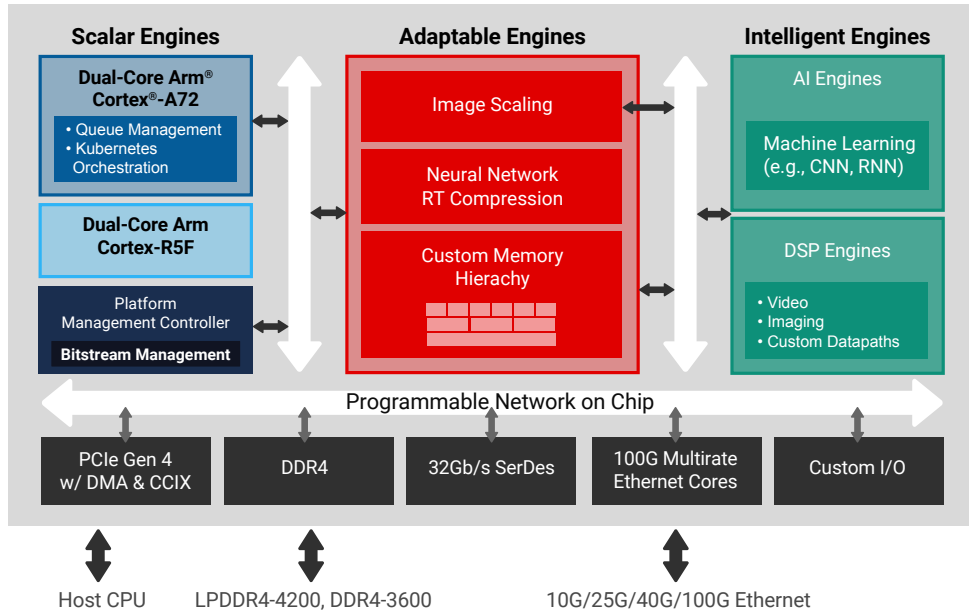 Scalar Engines
Dual-Core Arm®
Cortex®-A72
• Queue Management
• Kubernetes
Orchestration
Dual-Core Arm
Cortex-R5F
Platform
Management Controller
Bitstream Management
Adaptable Engines
Image Scaling
Neural Network
RT Compression
Custom Memory
Hierachy
Intelligent Engines
AI Engines
Machine Learning
(e.g., CNN, RNN)
DSP Engines
• Video
• Imaging
• Custom Datapaths
Programmable Network on Chip
PCIe Gen 4
w/ DMA & CCIX
DDR4
32Gb/s SerDes
100G Multirate
Ethernet Cores
Custom I/O
Host CPU
LPDDR4-4200, DDR4-3600
10G/25G/40G/100G Ethernet